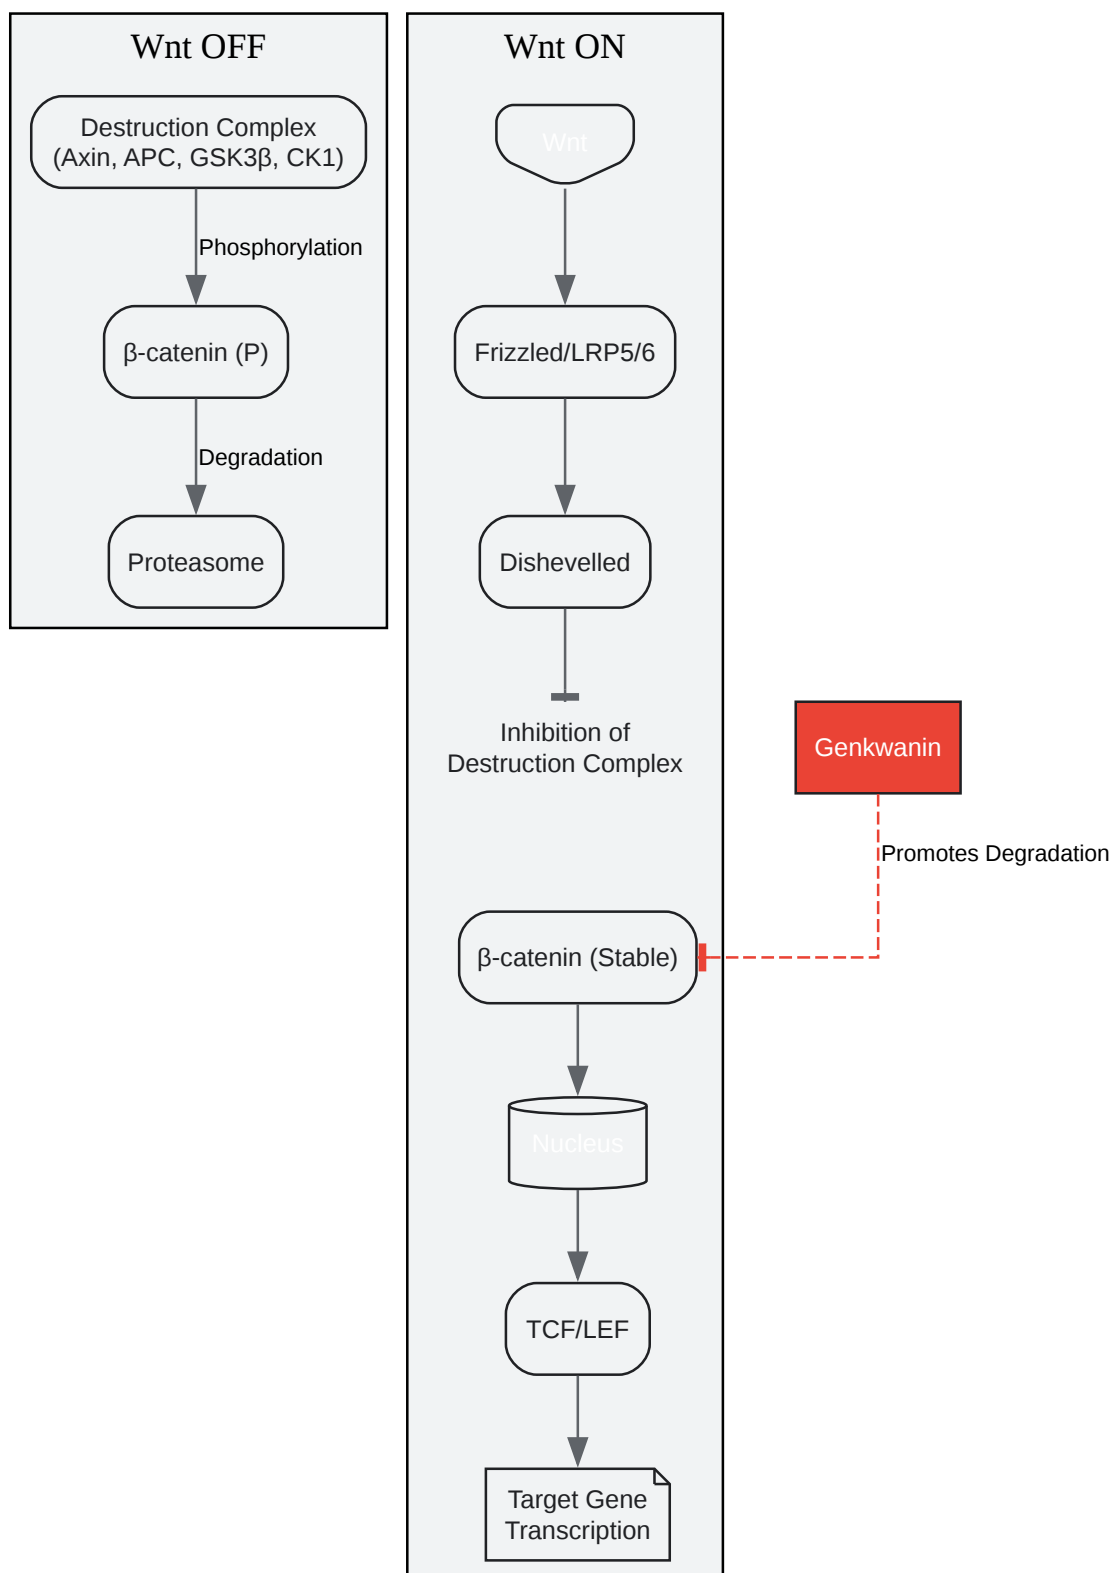 Wnt OFF
Destruction Complex
(Axin, APC, GSK3β, CK1)
Phosphorylation
β-catenin (P)
Degradation
Proteasome
Wnt ON
Wnt
Frizzled/LRP5/6
Dishevelled
Inhibition of
Destruction Complex
β-catenin (Stable)
Nucleus
TCF/LEF
Target Gene
Transcription
Genkwanin
Promotes Degradation